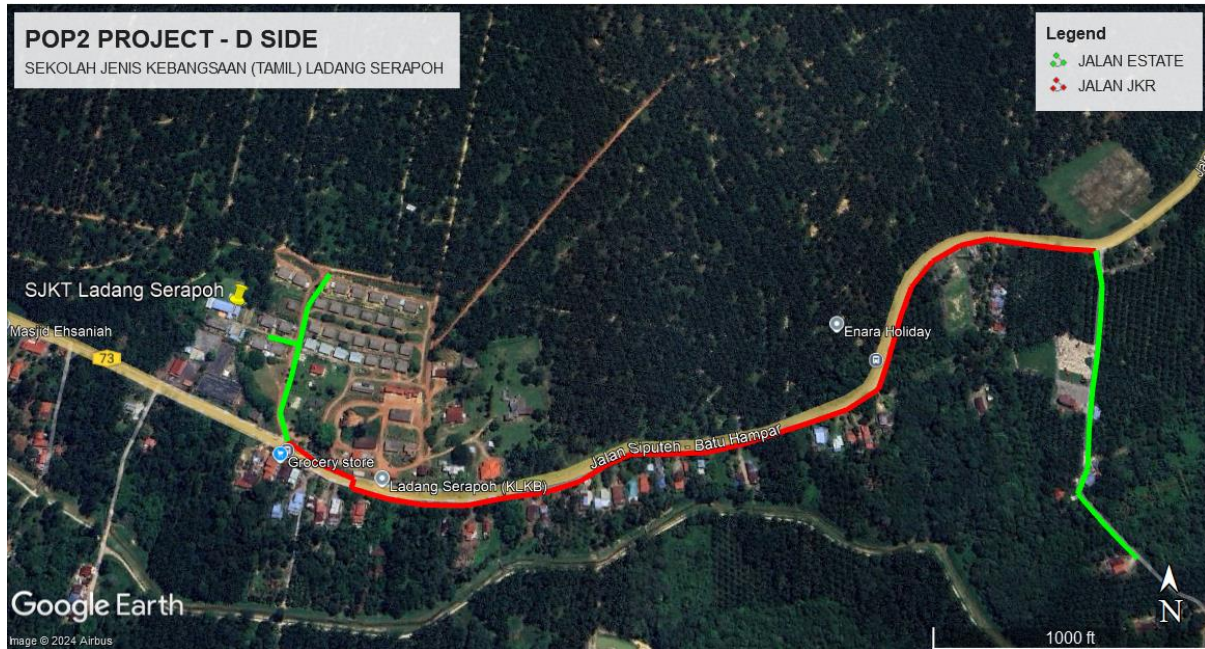 POP2 PROJECT - D SIDE
SEKOLAH JENIS KEBANGSAAN (TAMIL) LADANG SERAPOH
Legend
JALAN ESTATE
JALAN JKR
SJKT Ladang Serapoh
Masjid Ehsaniah
73
Enara Holiday
Grocery store
Jalan Siputeh - Batu Hampar
Ladang Serapoh (KLKB)
Google Earth
Image © 2024 Airbus
N
1000 ft